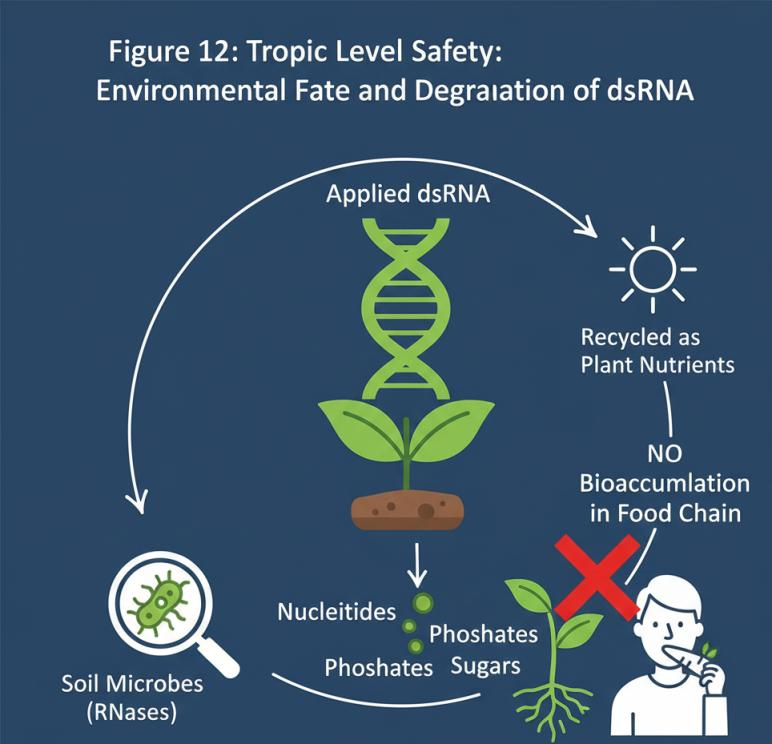 Figure 12: Tropic Level Safety:
Environmental Fate and Degraıation of dsRNA
Applied dsRNA
Recycled as
Plant Nutrients
NO
Bioaccumlation
in Food Chain
Nucleitides
Phoshates
Phoshates
Sugars
Soil Microbes
(RNases)